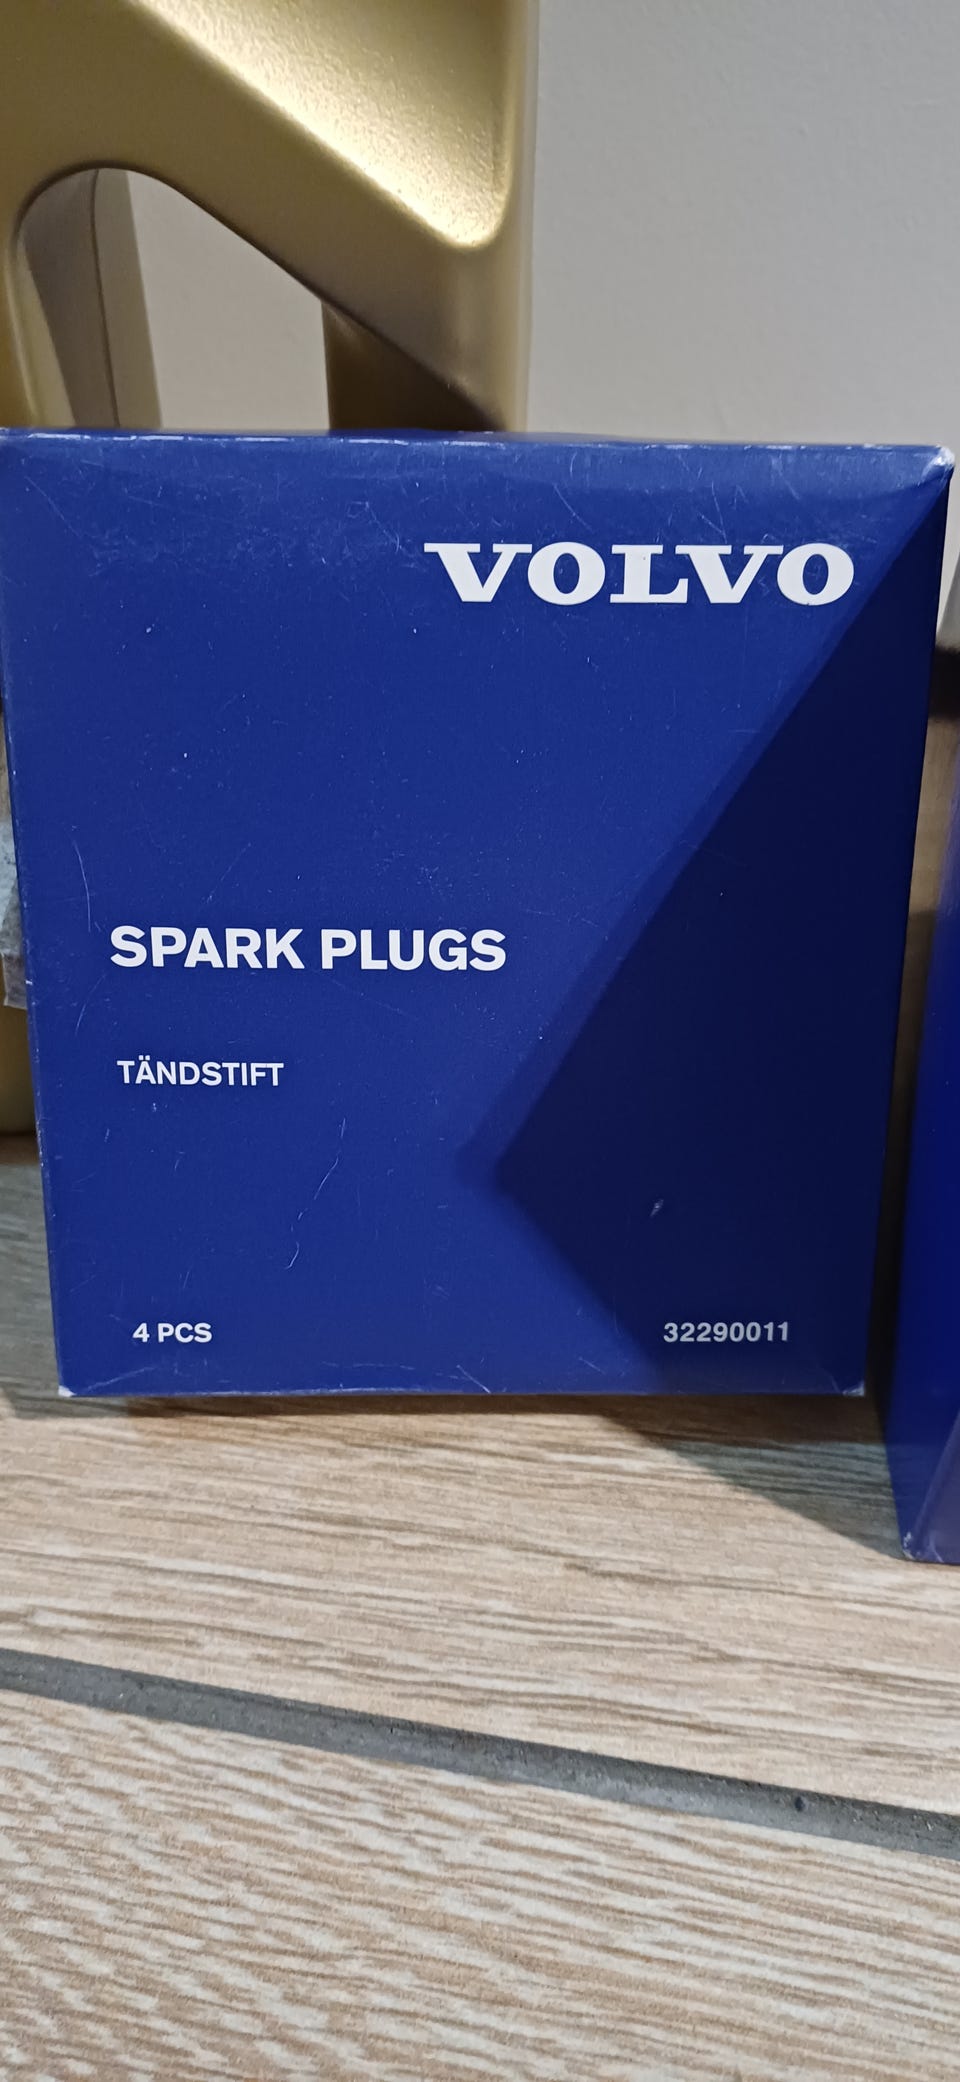 VOLVO
SPARK PLUGS
TÄNDSTIFT
4 PCS
32290011